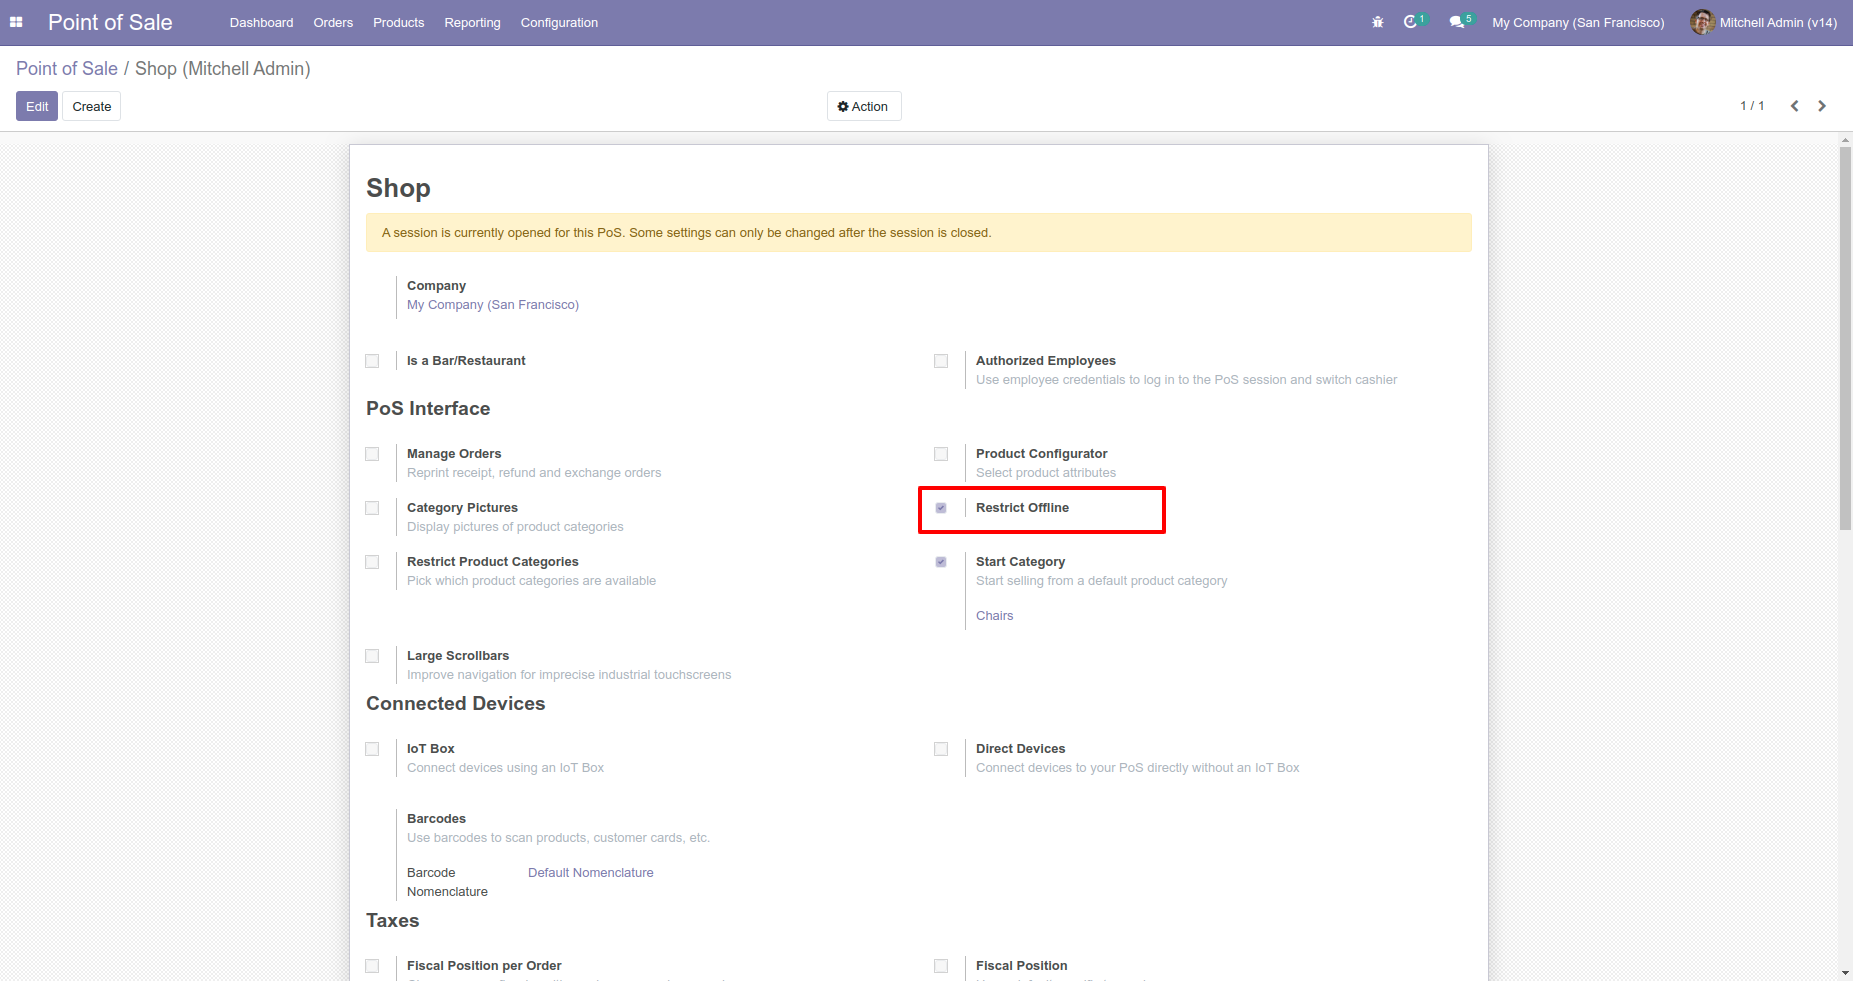 Point of Sale Dashboard Orders Products Reporting Configuration 1 5 My Company (San Francisco) Mitchell Admin (v14)
Point of Sale / Shop (Mitchell Admin)
Edit Create Action 1 / 1
Shop
A session is currently opened for this PoS. Some settings can only be changed after the session is closed.
Company
My Company (San Francisco)
Is a Bar/Restaurant
Authorized Employees
Use employee credentials to log in to the PoS session and switch cashier
PoS Interface
Manage Orders
Reprint receipt, refund and exchange orders
Product Configurator
Select product attributes
Category Pictures
Display pictures of product categories
Restrict Offline
Restrict Product Categories
Pick which product categories are available
Start Category
Start selling from a default product category
Chairs
Large Scrollbars
Improve navigation for imprecise industrial touchscreens
Connected Devices
IoT Box
Connect devices using an IoT Box
Direct Devices
Connect devices to your PoS directly without an IoT Box
Barcodes
Use barcodes to scan products, customer cards, etc.
Barcode Nomenclature
Default Nomenclature
Taxes
Fiscal Position per Order
Fiscal Position